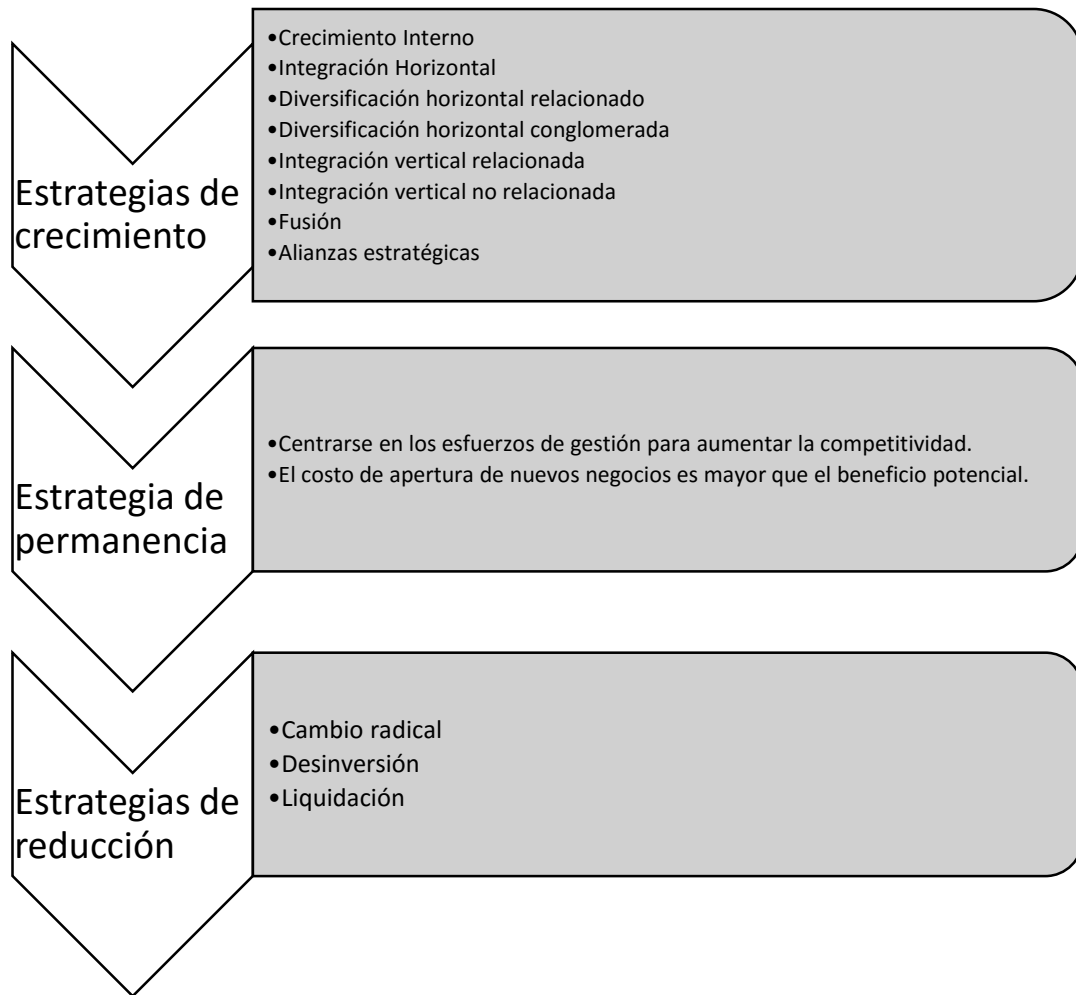 Estrategias de
crecimiento
•Crecimiento Interno
•Integración Horizontal
•Diversificación horizontal relacionado
•Diversificación horizontal conglomerada
•Integración vertical relacionada
•Integración vertical no relacionada
•Fusión
•Alianzas estratégicas
Estrategia de
permanencia
•Centrarse en los esfuerzos de gestión para aumentar la competitividad.
•El costo de apertura de nuevos negocios es mayor que el beneficio potencial.
Estrategias de
reducción
•Cambio radical
•Desinversión
•Liquidación